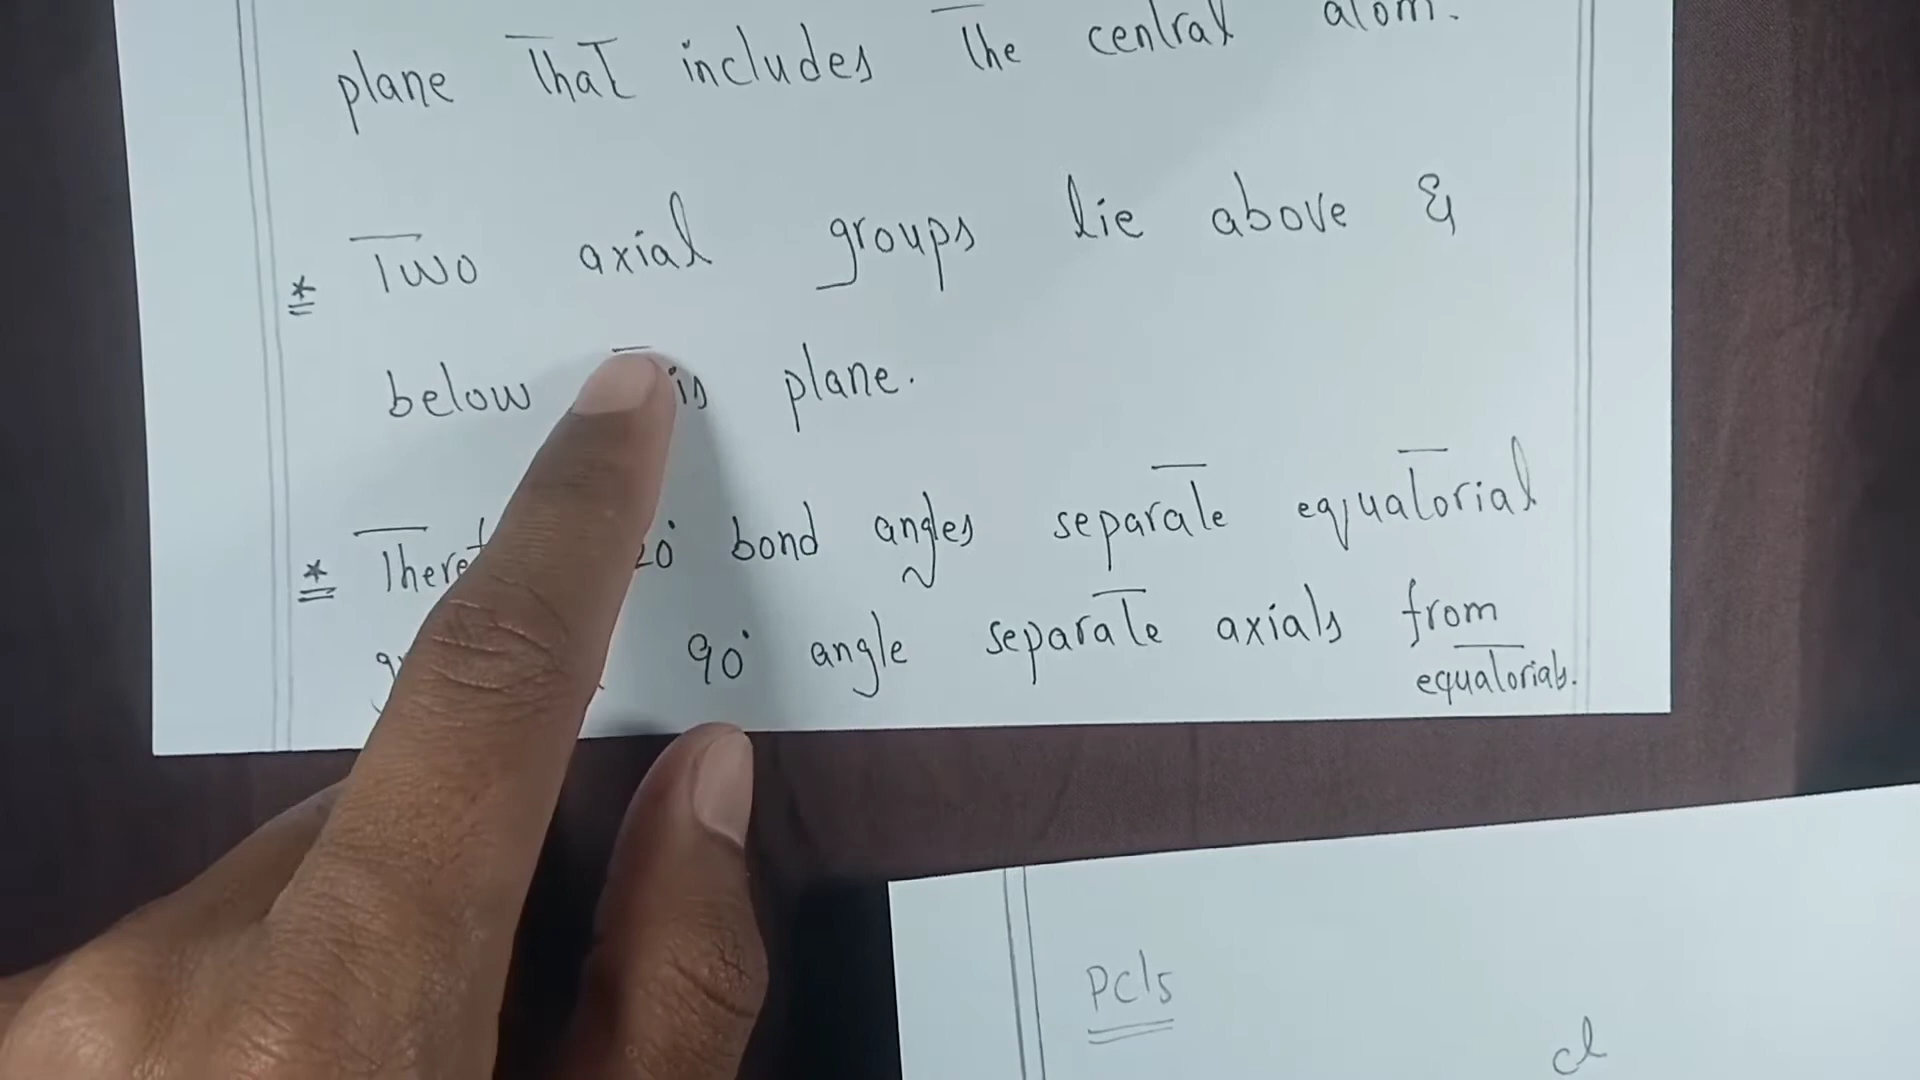 plane that includes the central atom.
* Two axial groups lie above &
below plane.
* bond angles separate equatorial
90° angle separate axials from
equatorials.
PCl5
cl